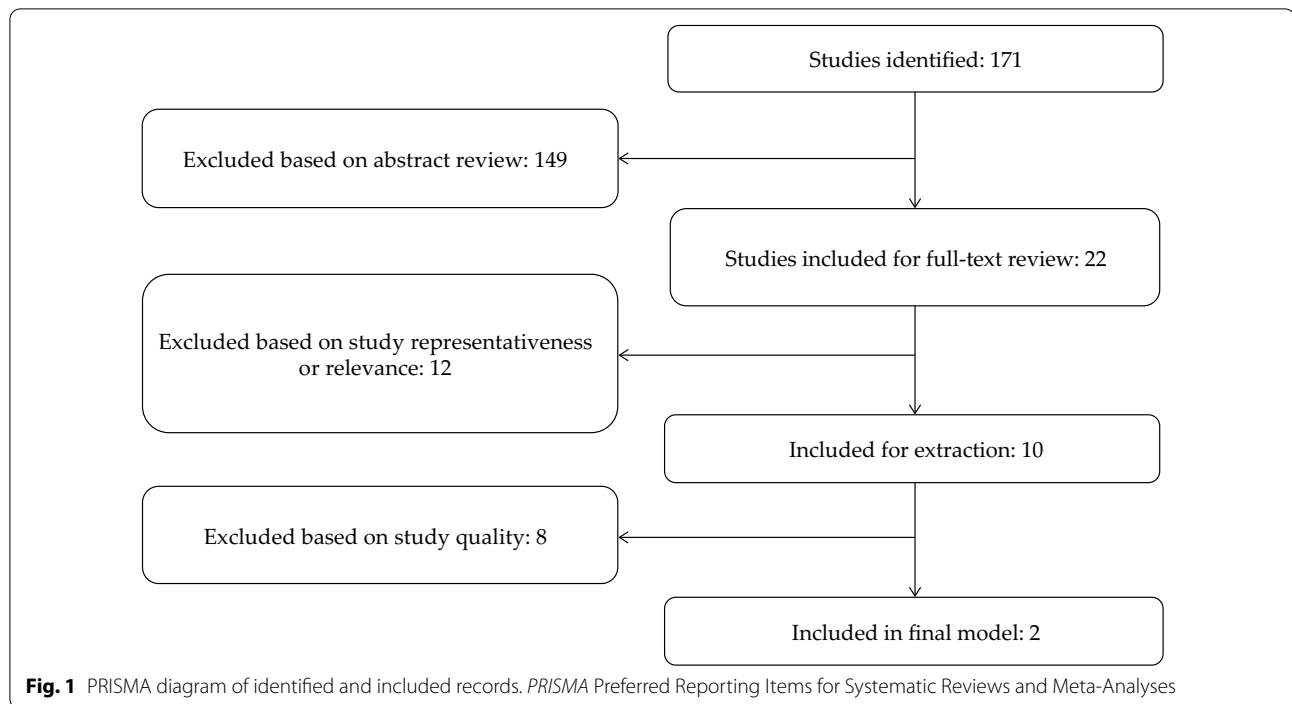 Studies identified: 171
Excluded based on abstract review: 149
Studies included for full-text review: 22
Excluded based on study representativeness
or relevance: 12
Included for extraction: 10
Excluded based on study quality: 8
Included in final model: 2
Fig. 1 PRISMA diagram of identified and included records. PRISMA Preferred Reporting Items for Systematic Reviews and Meta-Analyses